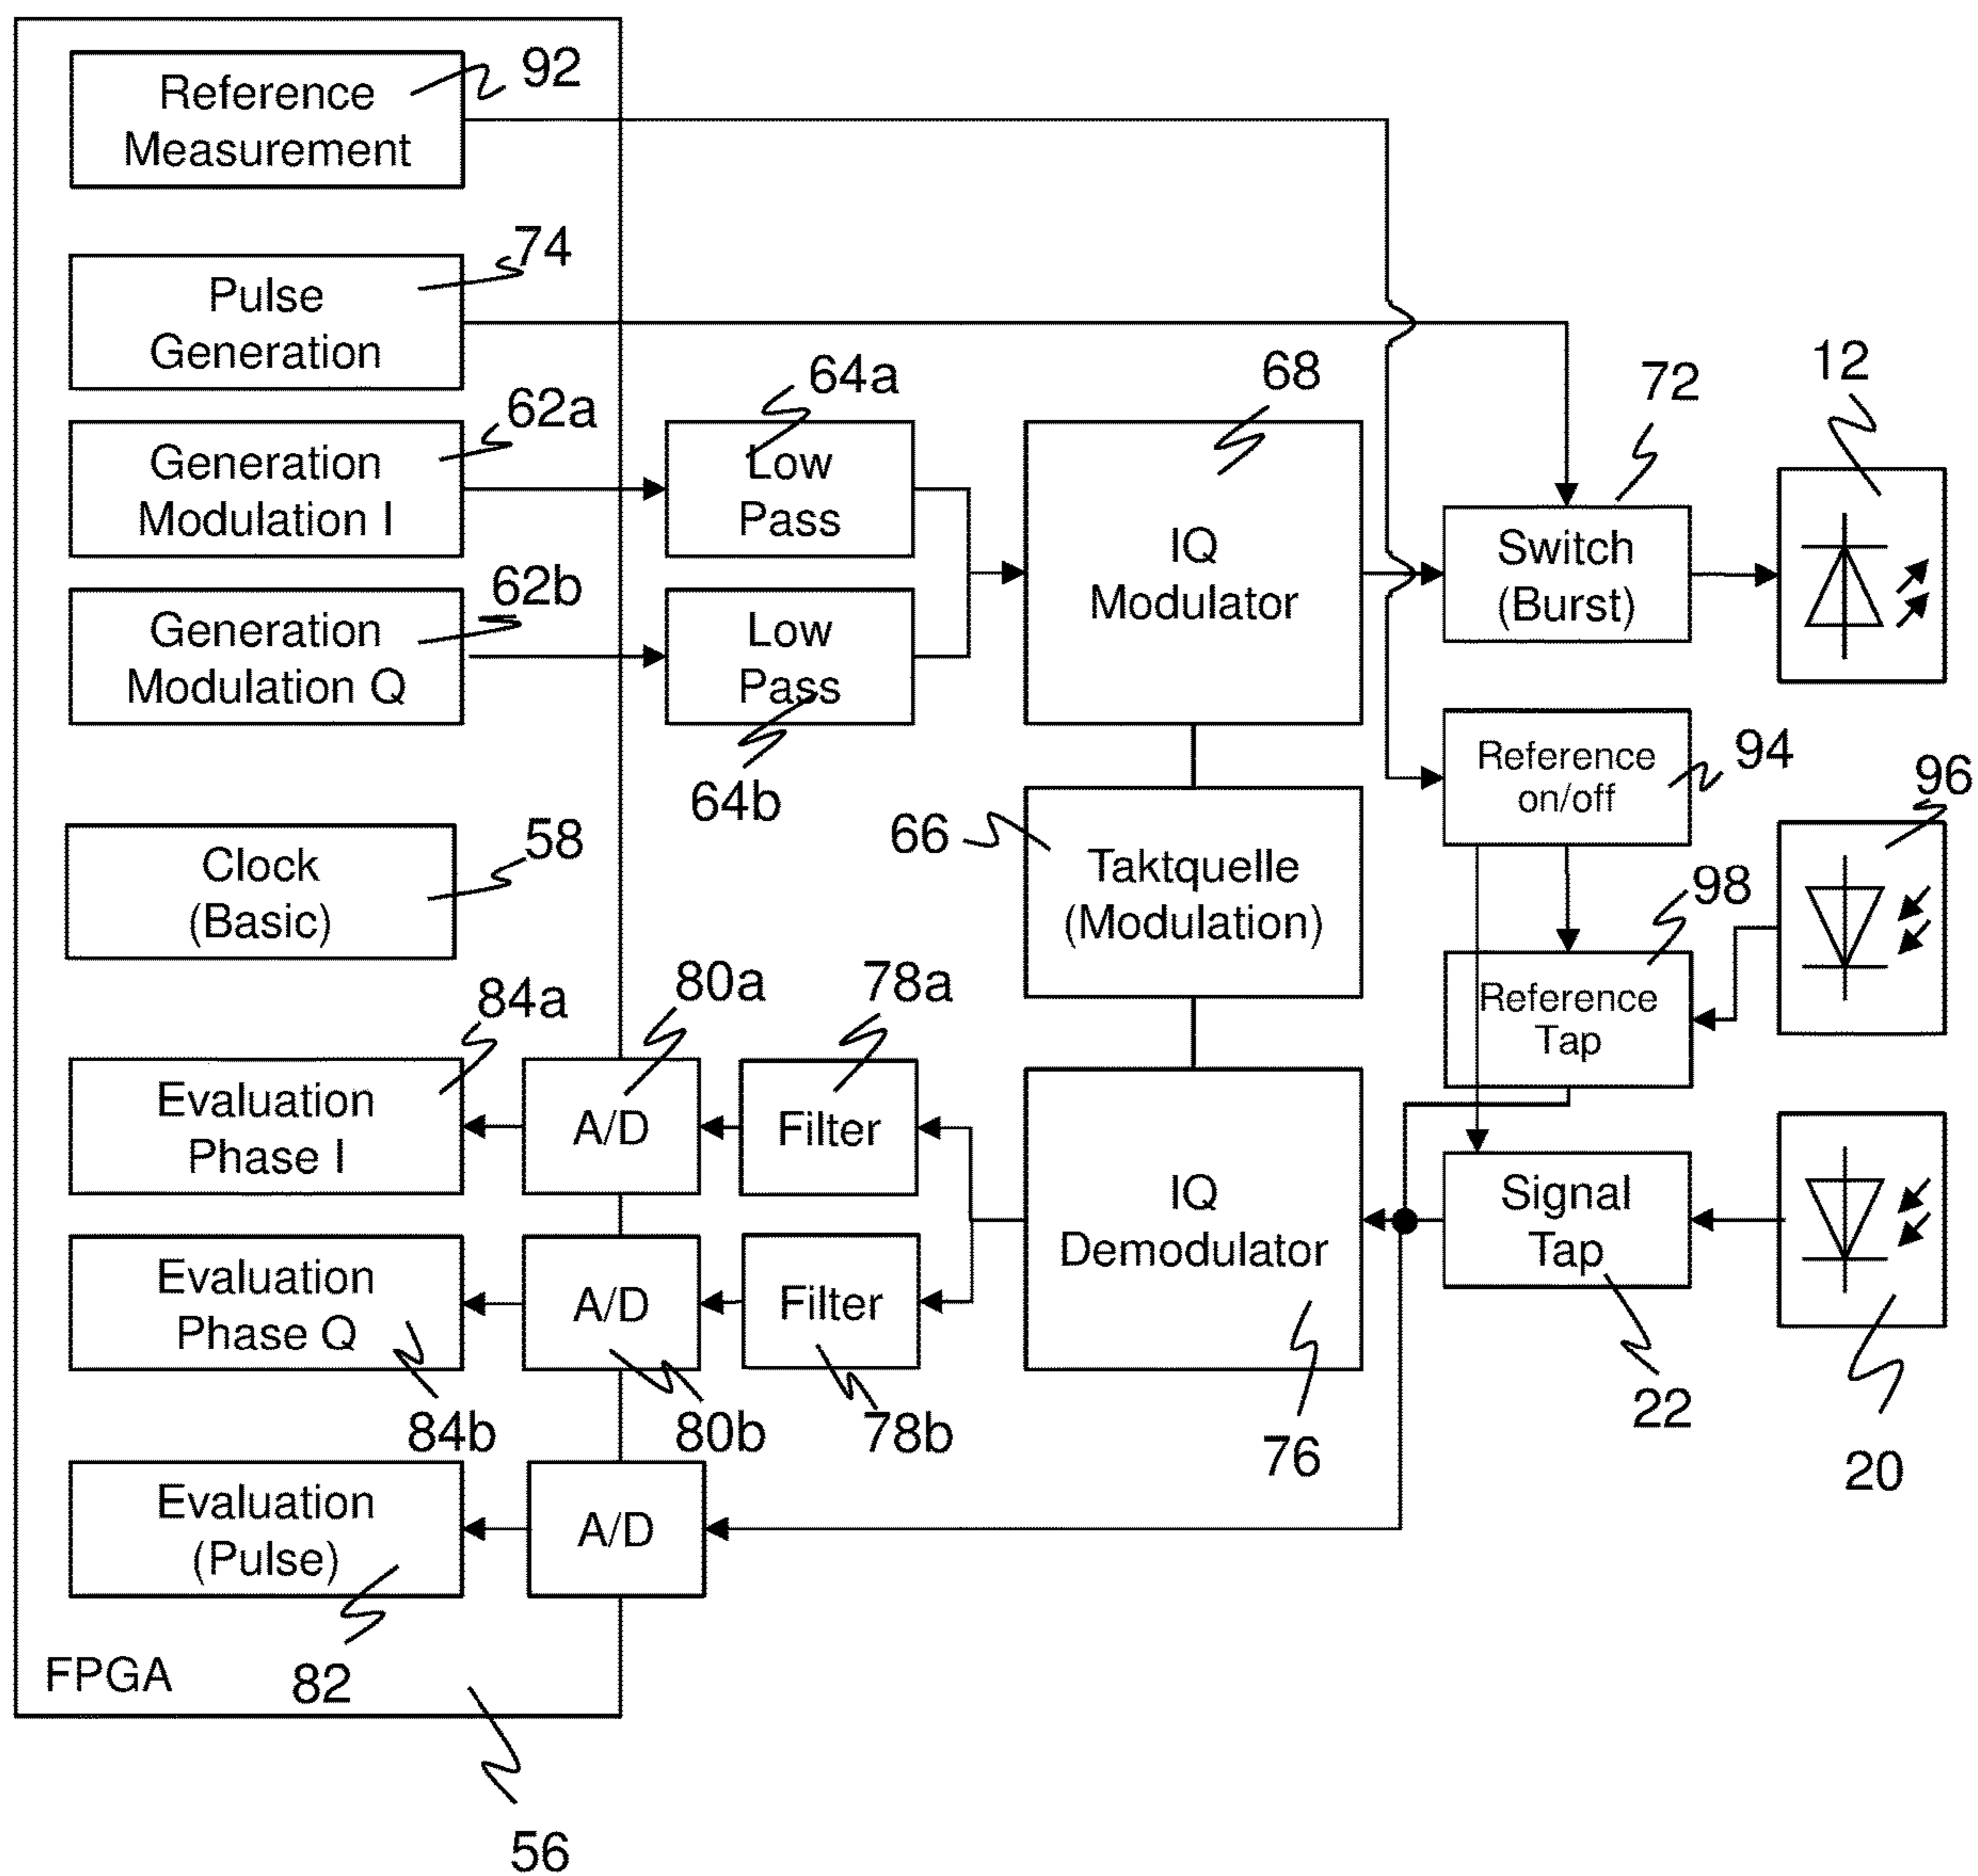 92
Reference
Measurement
74
Pulse
Generation
62a
Generation
Modulation I
62b
Generation
Modulation Q
64a
Low
Pass
Low
Pass
64b
68
IQ
Modulator
72
Switch
(Burst)
12
Reference
on/off
94
96
66
Taktquelle
(Modulation)
98
Reference
Tap
58
Clock
(Basic)
84a
Evaluation
Phase I
80a
A/D
78a
Filter
IQ
Demodulator
76
Signal
Tap
22
20
Evaluation
Phase Q
84b
A/D
80b
Filter
78b
Evaluation
(Pulse)
82
A/D
FPGA
56